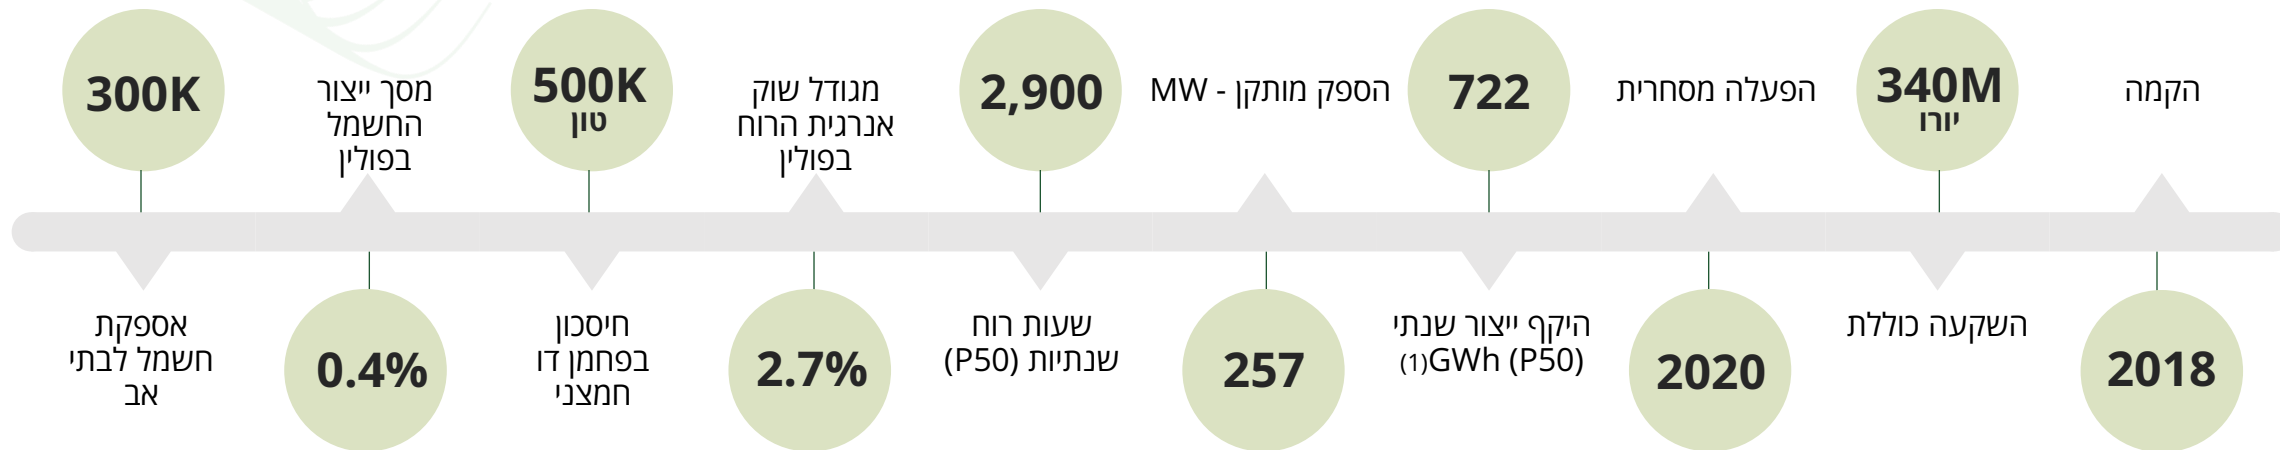 הקמה
2018
340M
יורו
השקעה כוללת
הפעלה מסחרית
2020
722
היקף ייצור שנתי
GWh (P50)(1)
הספק מותקן - MW
257
2,900
שעות רוח
שנתיות (P50)
מגודל שוק
אנרגית הרוח
בפולין
2.7%
500K
טון
חיסכון
בפחמן דו
חמצני
מסך ייצור
החשמל
בפולין
0.4%
300K
אספקת
חשמל לבתי
אב